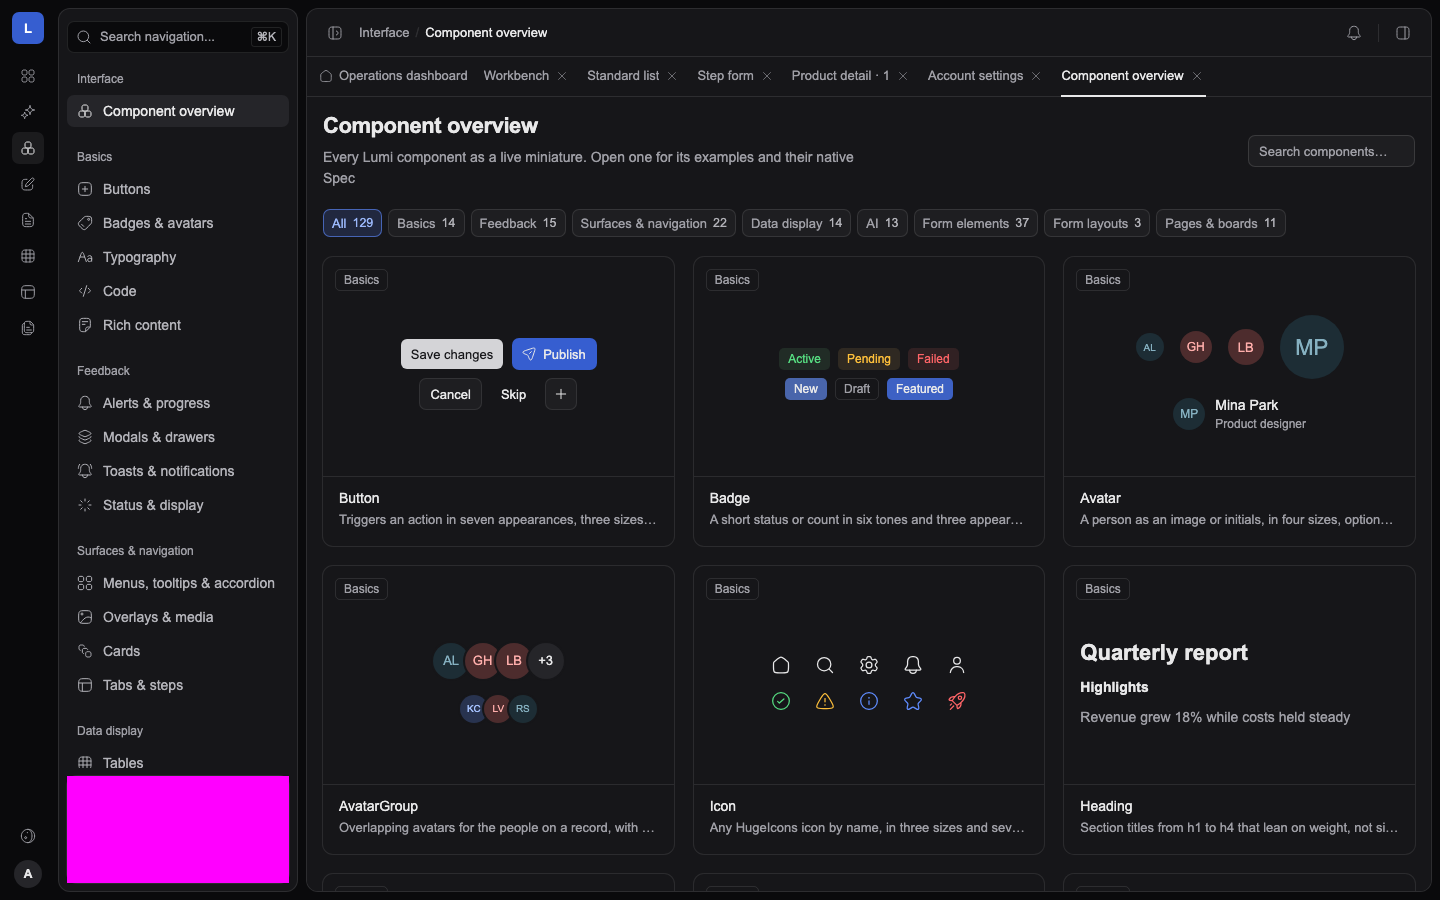 L
Search navigation...
⌘K
Interface / Component overview
Interface
Component overview
Basics
Buttons
Badges & avatars
Aa Typography
Code
Rich content
Feedback
Alerts & progress
Modals & drawers
Toasts & notifications
Status & display
Surfaces & navigation
Menus, tooltips & accordion
Overlays & media
Cards
Tabs & steps
Data display
Tables
A
Operations dashboard
Workbench
Standard list
Step form
Product detail · 1
Account settings
Component overview
Component overview
Every Lumi component as a live miniature. Open one for its examples and their native
Spec
Search components...
All 129
Basics 14
Feedback 15
Surfaces & navigation 22
Data display 14
AI 13
Form elements 37
Form layouts 3
Pages & boards 11
Basics
Save changes
Publish
Cancel
Skip
Button
Triggers an action in seven appearances, three sizes...
Basics
Active
Pending
Failed
New
Draft
Featured
Badge
A short status or count in six tones and three appear...
Basics
AL
GH
LB
MP
MP
Mina Park
Product designer
Avatar
A person as an image or initials, in four sizes, option...
Basics
AL
GH
LB
+3
KC
LV
RS
AvatarGroup
Overlapping avatars for the people on a record, with ...
Basics
Icon
Any HugeIcons icon by name, in three sizes and sev...
Basics
Quarterly report
Highlights
Revenue grew 18% while costs held steady
Heading
Section titles from h1 to h4 that lean on weight, not si...